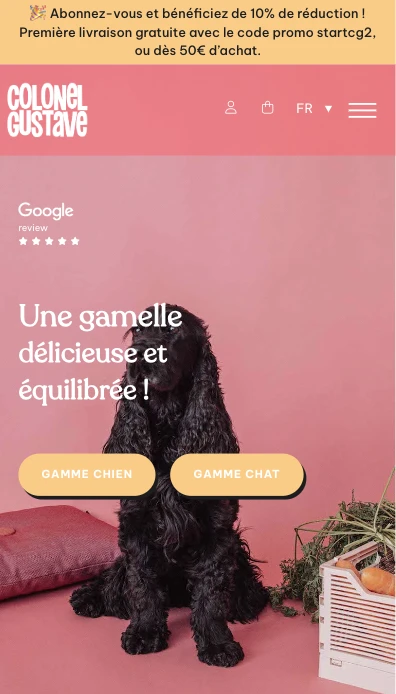 🎉 Abonnez-vous et bénéficiez de 10% de réduction !
Première livraison gratuite avec le code promo startcg2,
ou dès 50€ d'achat.
COLONEL
GUSTAVE
FR ▼
Google
review
★★★★★
Une gamelle
délicieuse et
équilibrée !
GAMME CHIEN
GAMME CHAT